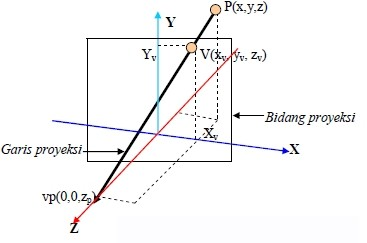 P(x,y,z)
Y
Yv
V(xv, yv, zv)
Bidang proyeksi
Xv
X
Garis proyeksi
vp(0,0,zp)
Z